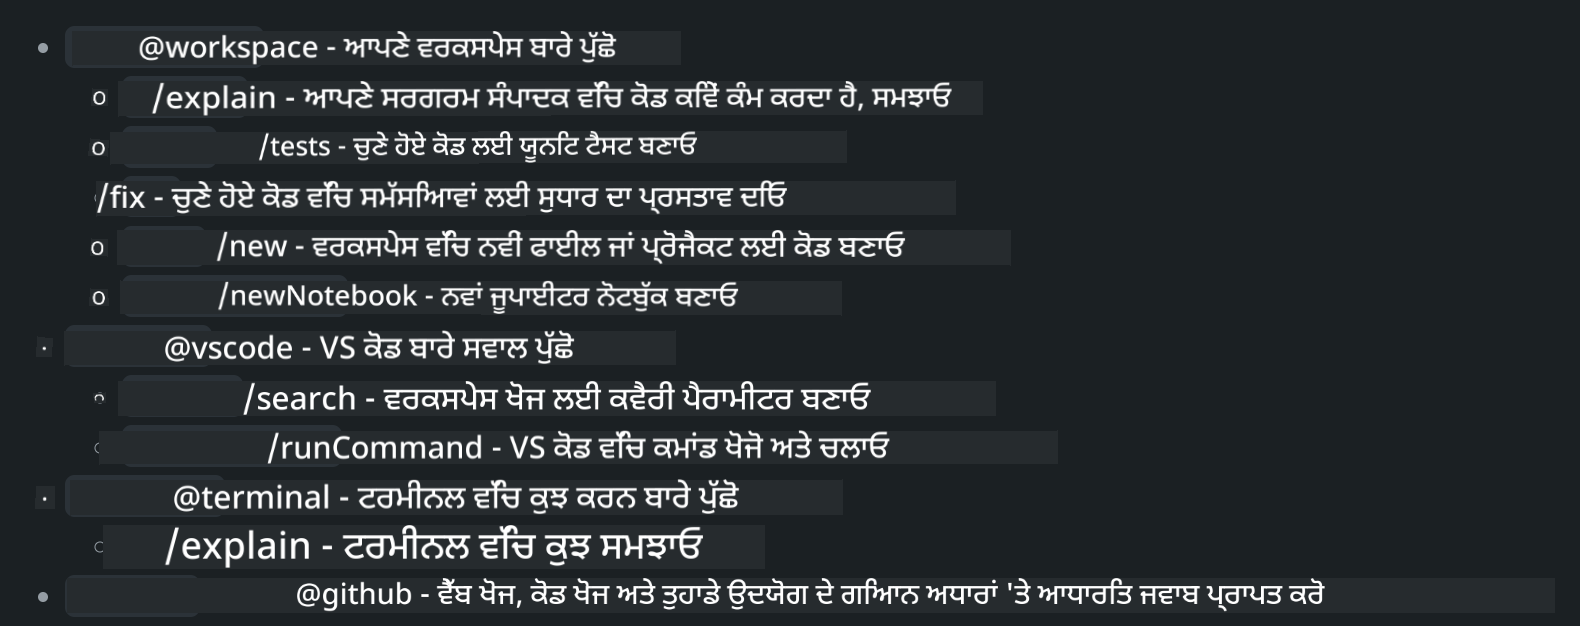 @workspace - ਆਪਣੇ ਵਰਕਸਪੇਸ ਬਾਰੇ ਪੁੱਛੋ
/explain - ਆਪਣੇ ਸਰਗਰਮ ਸੰਪਾਦਕ ਵਿੱਚ ਕੋਡ ਕਿਵੇਂ ਕੰਮ ਕਰਦਾ ਹੈ, ਸਮਝਾਓ
/tests - ਚੁਣੇ ਹੋਏ ਕੋਡ ਲਈ ਯੂਨਿਟ ਟੈਸਟ ਬਣਾਓ
/fix - ਚੁਣੇ ਹੋਏ ਕੋਡ ਵਿੱਚ ਸਮੱਸਿਆਵਾਂ ਲਈ ਸੁਧਾਰ ਦਾ ਪ੍ਰਸਤਾਵ ਦਿਓ
/new - ਵਰਕਸਪੇਸ ਵਿੱਚ ਨਵੀਂ ਫਾਈਲ ਜਾਂ ਪ੍ਰੋਜੈਕਟ ਲਈ ਕੋਡ ਬਣਾਓ
/newNotebook - ਨਵਾਂ ਜੂਪਾਈਟਰ ਨੋਟਬੁੱਕ ਬਣਾਓ
@vscode - VS ਕੋਡ ਬਾਰੇ ਸਵਾਲ ਪੁੱਛੋ
/search - ਵਰਕਸਪੇਸ ਖੋਜ ਲਈ ਕਵੈਰੀ ਪੈਰਾਮੀਟਰ ਬਣਾਓ
/runCommand - VS ਕੋਡ ਵਿੱਚ ਕਮਾਂਡ ਖੋਜੋ ਅਤੇ ਚਲਾਓ
@terminal - ਟਰਮੀਨਲ ਵਿੱਚ ਕੁਝ ਕਰਨ ਬਾਰੇ ਪੁੱਛੋ
/explain - ਟਰਮੀਨਲ ਵਿੱਚ ਕੁਝ ਸਮਝਾਓ
@github - ਵੈੱਬ ਖੋਜ, ਕੋਡ ਖੋਜ ਅਤੇ ਤੁਹਾਡੇ ਉਦਯੋਗ ਦੇ ਗਿਆਨ ਅਧਾਰਾਂ 'ਤੇ ਆਧਾਰਿਤ ਜਵਾਬ ਪ੍ਰਾਪਤ ਕਰੋ